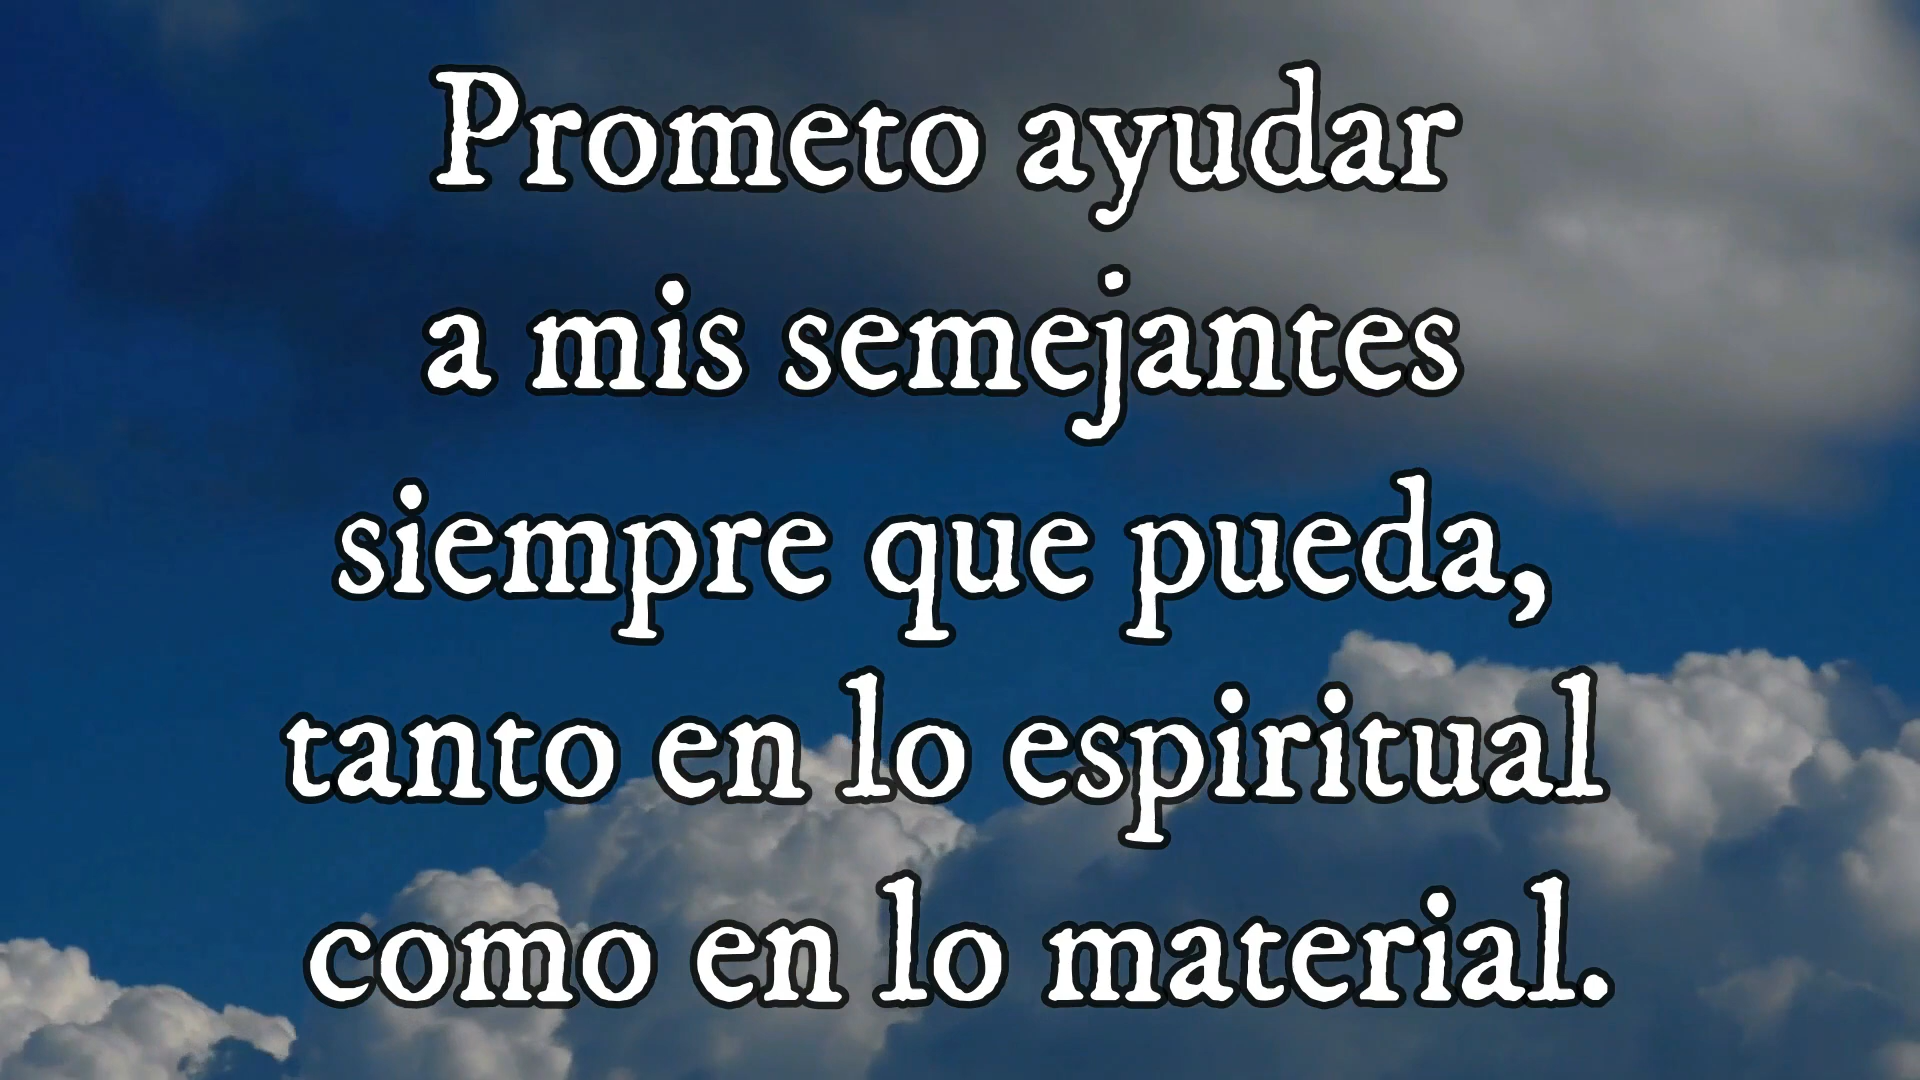 Prometo ayudar
a mis semejantes
siempre que pueda,
tanto en lo espiritual
como en lo material.